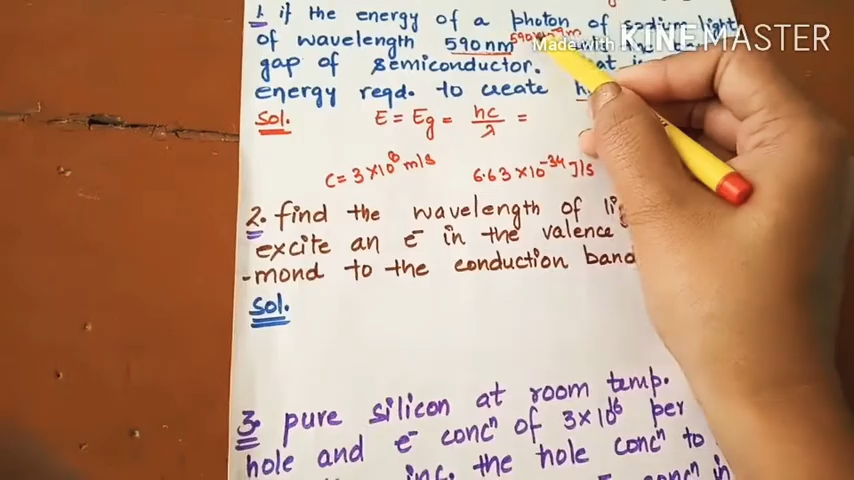 1. if the energy of a photon of sodium light
of wavelength 590nm
Made with KINEMASTER
gap of semiconductor.
energy reqd. to create
Sol. E = Eg = hc/λ =
C= 3×10⁸ m/s 6.63×10⁻³⁴ J/s
2. find the wavelength of
excite an e⁻ in the valence
-mond to the conduction band
Sol.
3. pure silicon at room temp.
hole and e⁻ concⁿ of 3×10¹⁶ per
inc. the hole concⁿ to
concⁿ in